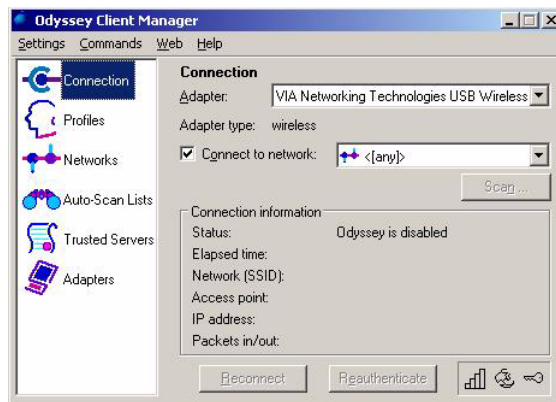 Odyssey Client Manager
Settings Commands Web Help
Connection
Profiles
Networks
Auto-Scan Lists
Trusted Servers
Adapters
Connection
Adapter: VIA Networking Technologies USB Wireless
Adapter type: wireless
Connect to network: <[any]>
Scan ...
Connection information
Status: Odyssey is disabled
Elapsed time:
Network (SSID):
Access point:
IP address:
Packets in/out:
Reconnect Reauthenticate